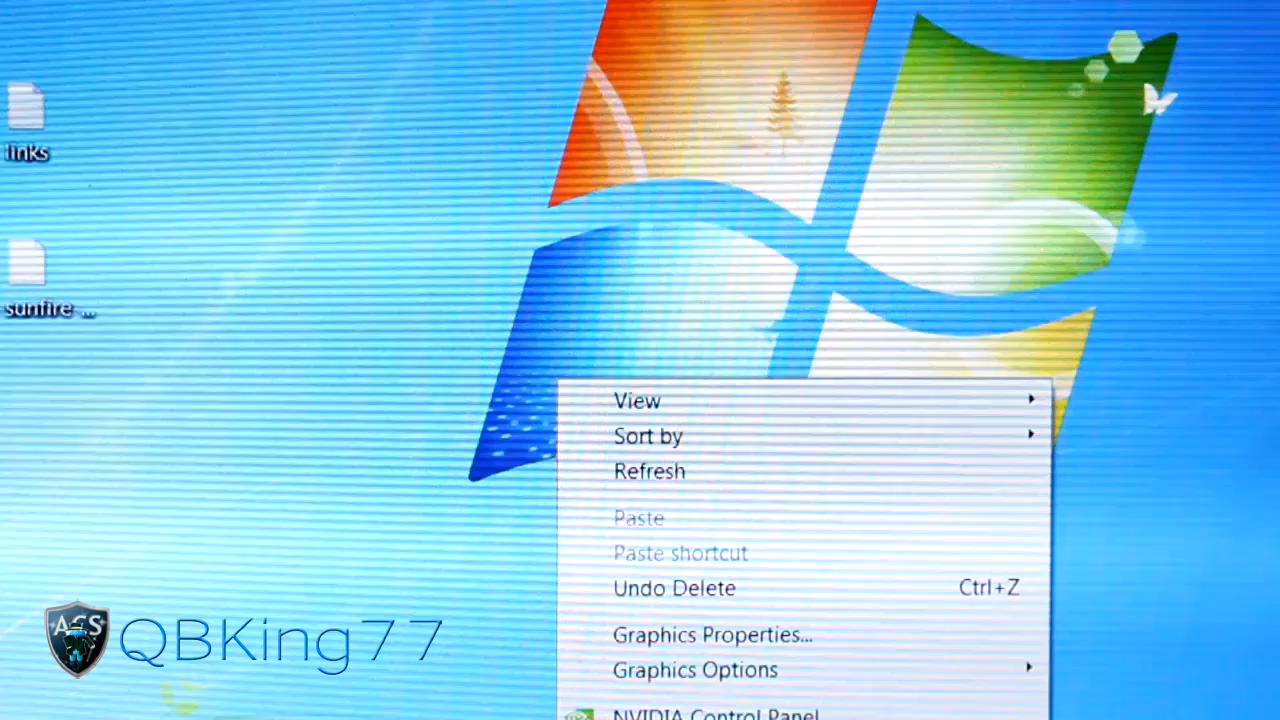 links
sunfire -...
View
Sort by
Refresh
Paste
Paste shortcut
Undo Delete Ctrl+Z
Graphics Properties...
Graphics Options
NVIDIA Control Panel
ACS
QBKing77